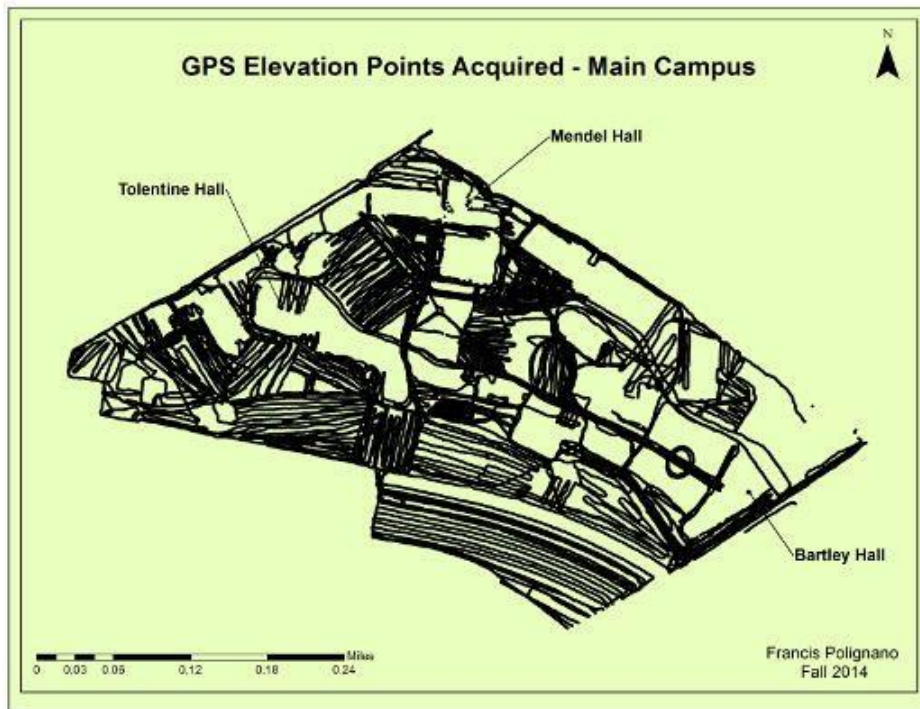 N
GPS Elevation Points Acquired - Main Campus
Mendel Hall
Tolentine Hall
Bartley Hall
Miles
0 0.03 0.06 0.12 0.18 0.24
Francis Polignano
Fall 2014